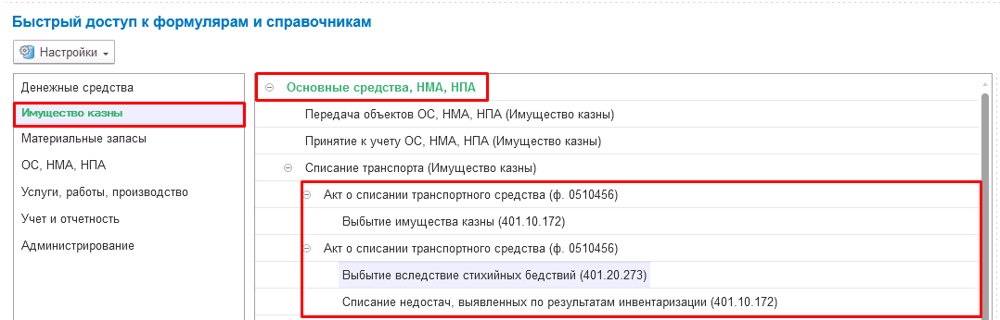 Быстрый доступ к формулярам и справочникам
Настройки
Денежные средства
Имущество казны
Материальные запасы
ОС, НМА, НПА
Услуги, работы, производство
Учет и отчетность
Администрирование
Основные средства, НМА, НПА
Передача объектов ОС, НМА, НПА (Имущество казны)
Принятие к учету ОС, НМА, НПА (Имущество казны)
Списание транспорта (Имущество казны)
Акт о списании транспортного средства (ф. 0510456)
Выбытие имущества казны (401.10.172)
Акт о списании транспортного средства (ф. 0510456)
Выбытие вследствие стихийных бедствий (401.20.273)
Списание недостач, выявленных по результатам инвентаризации (401.10.172)